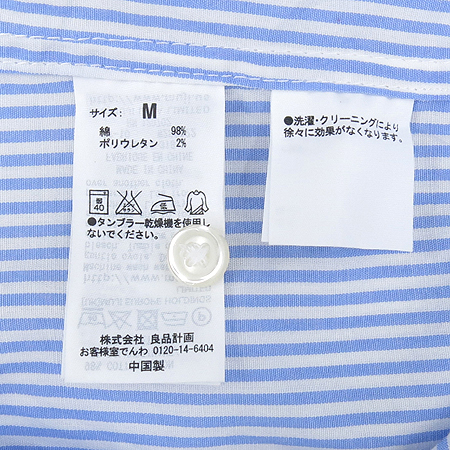 サイズ: M
綿 98%
ポリウレタン 2%
弱
40
●タンブラー乾燥機を使用し
ないでください。
株式会社 良品計画
お客様室でんわ 0120-14-6404
中国製
●洗濯・クリーニングにより
徐々に効果がなくなります。